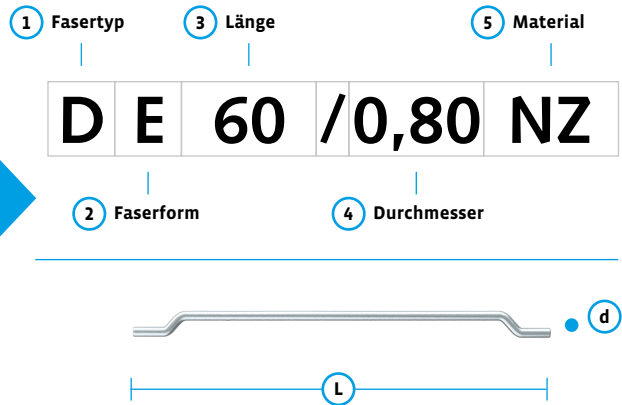 1 Fasertyp 3 Länge 5 Material
D E 60 /0,80 NZ
2 Faserform 4 Durchmesser
d
L